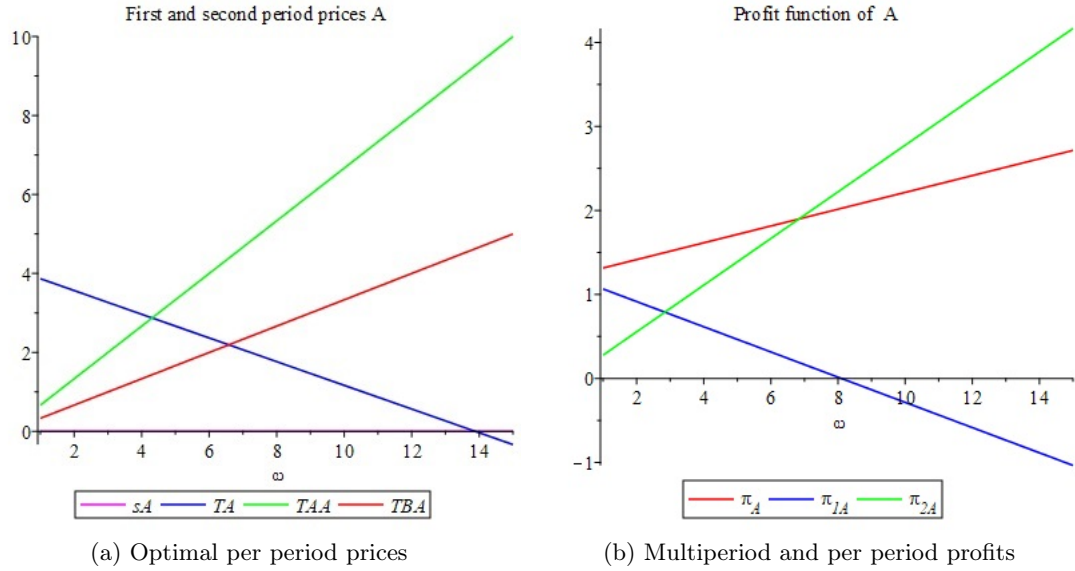 First and second period prices A
10
8
6
4
2
0
2 4 6 8 10 12 14
ω
sA TA TAA TBA
(a) Optimal per period prices
Profit function of A
4
3
2
1
0
2 4 6 8 10 12 14
ω
−1
π_A π_1A π_2A
(b) Multiperiod and per period profits